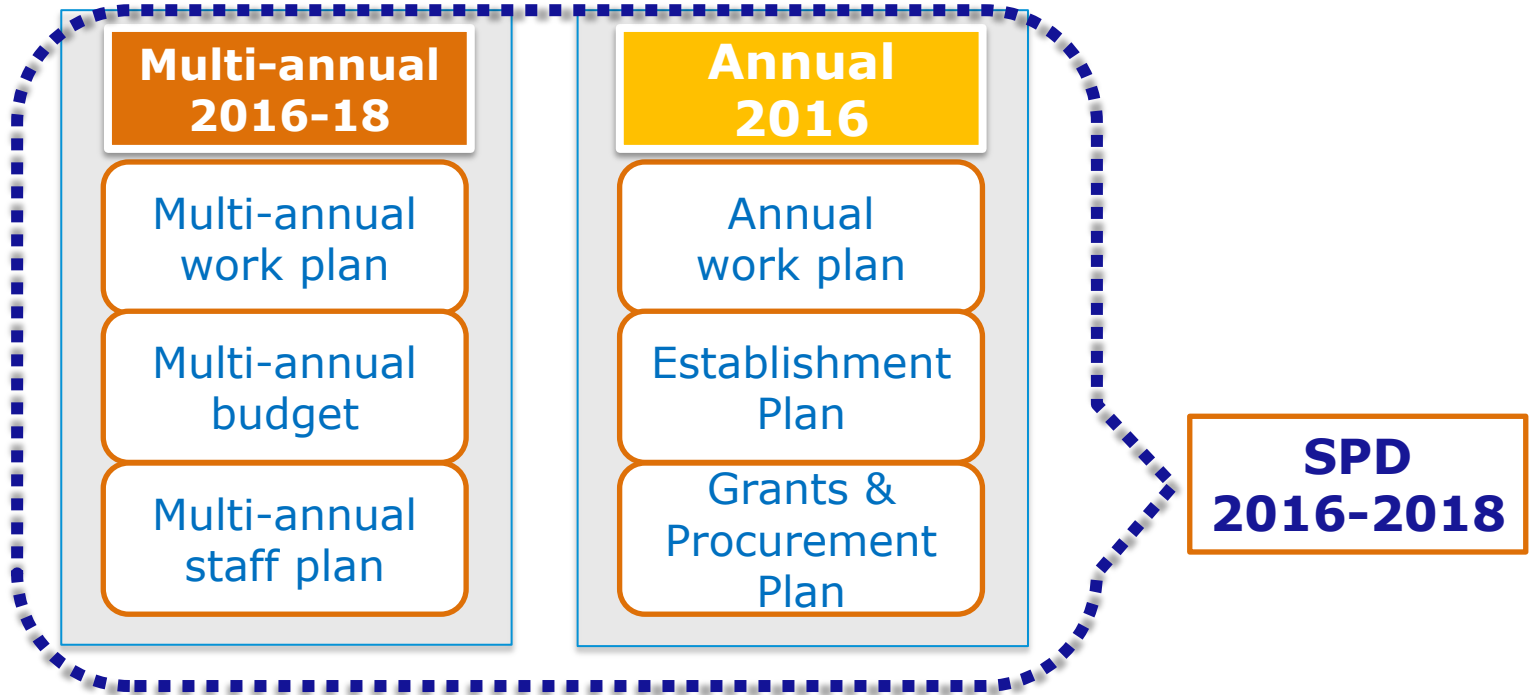 Multi-annual
2016-18
Multi-annual
work plan
Multi-annual
budget
Multi-annual
staff plan
Annual
2016
Annual
work plan
Establishment
Plan
Grants &
Procurement
Plan
SPD
2016-2018